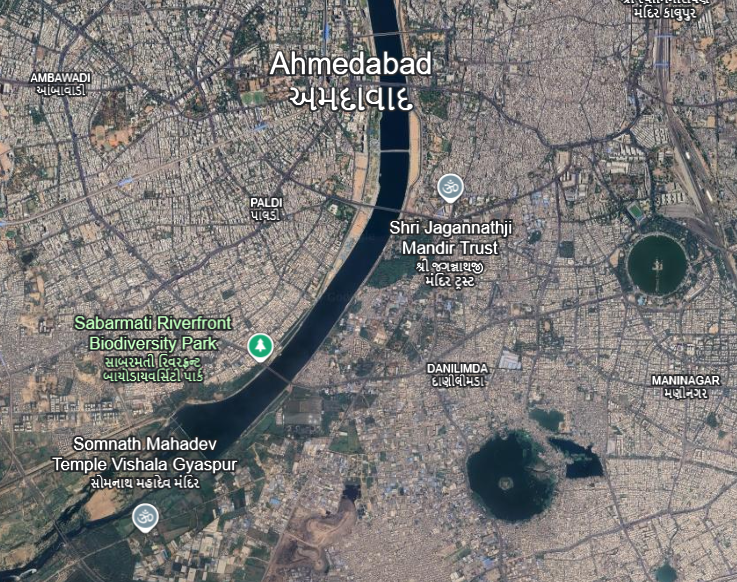 મંદિર કાલુપુર
Ahmedabad
અમદાવાદ
AMBAWADI
આંબાવાડી
PALDI
પાલડી
Shri Jagannathji
Mandir Trust
શ્રી જગન્નાથજી
મંદિર ટ્રસ્ટ
Sabarmati Riverfront
Biodiversity Park
સાબરમતી રિવરફ્રન્ટ
બાયોડાયવર્સિટી પાર્ક
DANILIMDA
દાણીલીમડા
MANINAGAR
મણીનગર
Somnath Mahadev
Temple Vishala Gyaspur
સોમનાથ મહાદેવ મંદિર